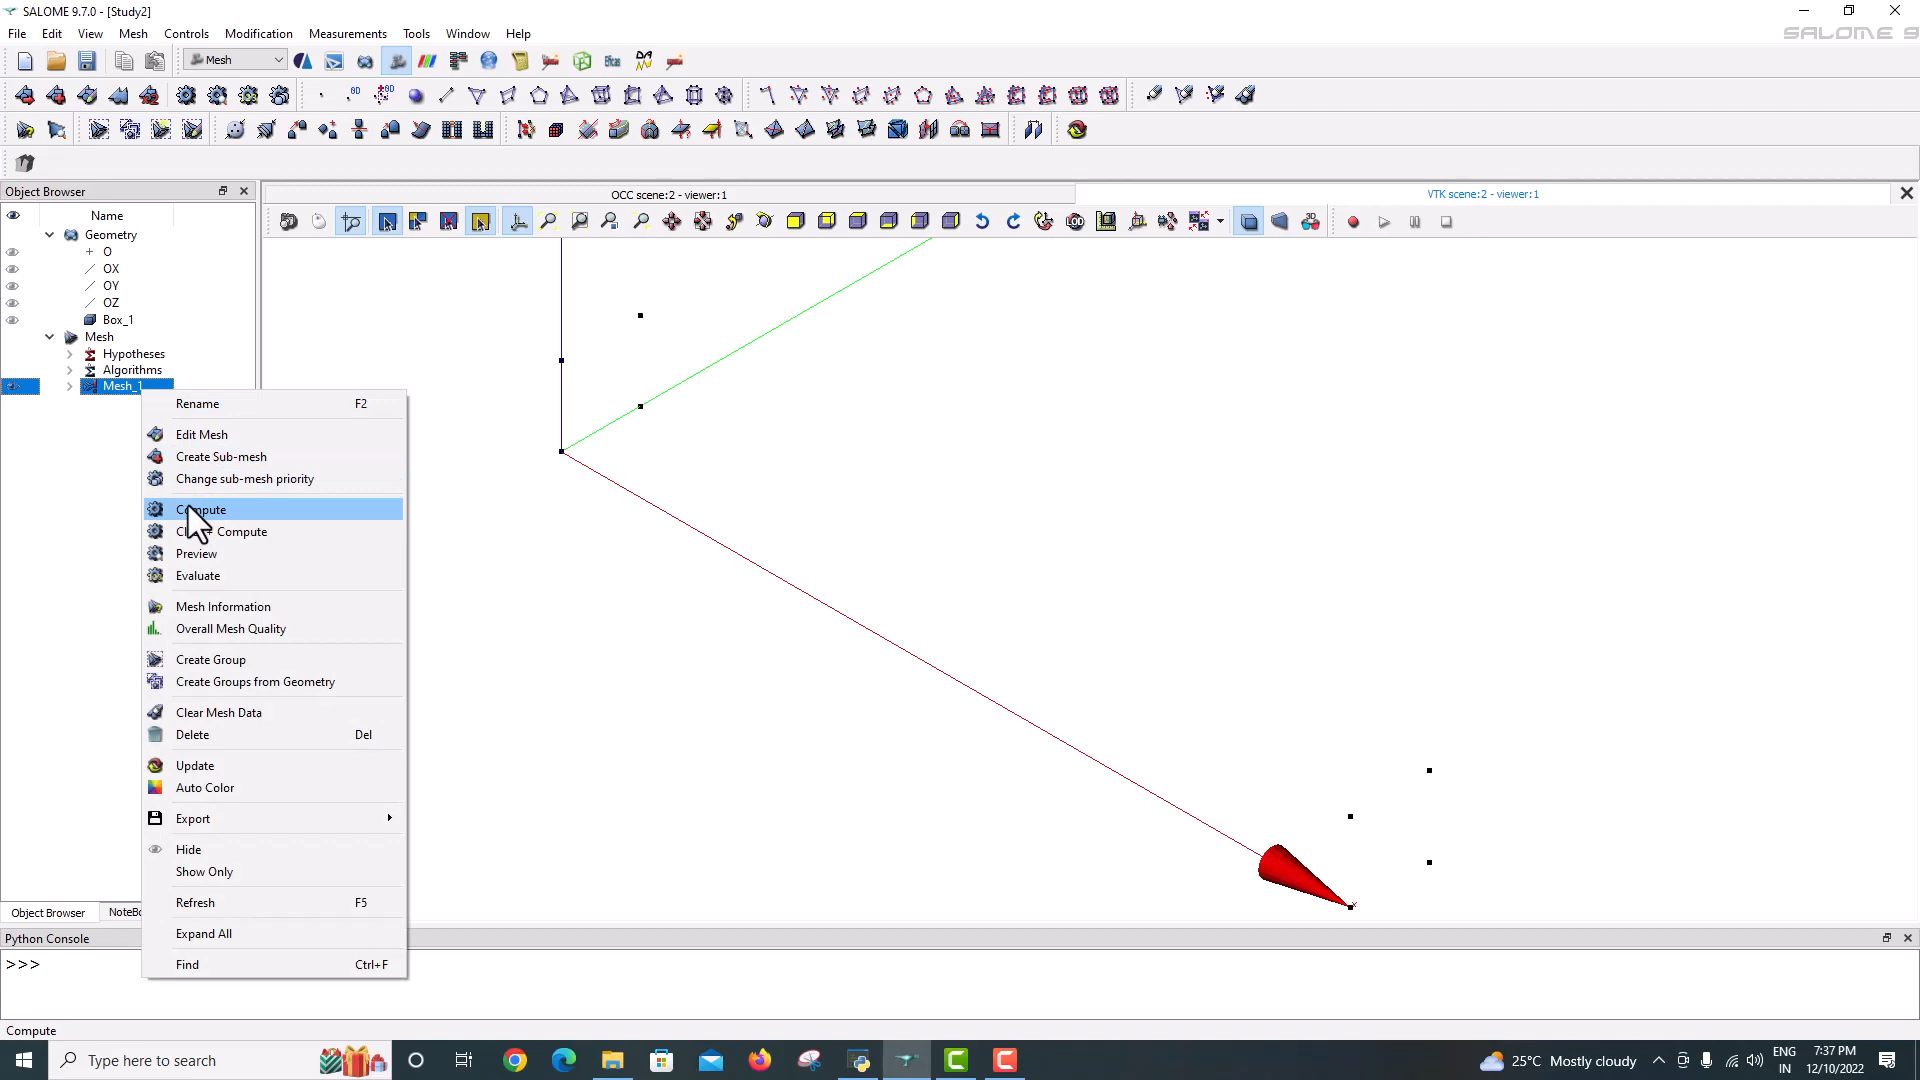 SALOME 9.7.0 - [Study2]
File Edit View Mesh Controls Modification Measurements Tools Window Help
SALOME 9
Mesh
Eficas
0D
0D
Object Browser
OCC scene:2 - viewer:1
VTK scene:2 - viewer:1
Name
Geometry
O
OX
OY
OZ
Box_1
Mesh
Hypotheses
Algorithms
Mesh_1
Rename F2
Edit Mesh
Create Sub-mesh
Change sub-mesh priority
Compute
Compute
Preview
Evaluate
Mesh Information
Overall Mesh Quality
Create Group
Create Groups from Geometry
Clear Mesh Data
Delete Del
Update
Auto Color
Export
Hide
Show Only
Refresh F5
Expand All
Find Ctrl+F
X
Object Browser
Python Console
>>>
Compute
Type here to search
25°C Mostly cloudy
ENG
IN
7:37 PM
12/10/2022